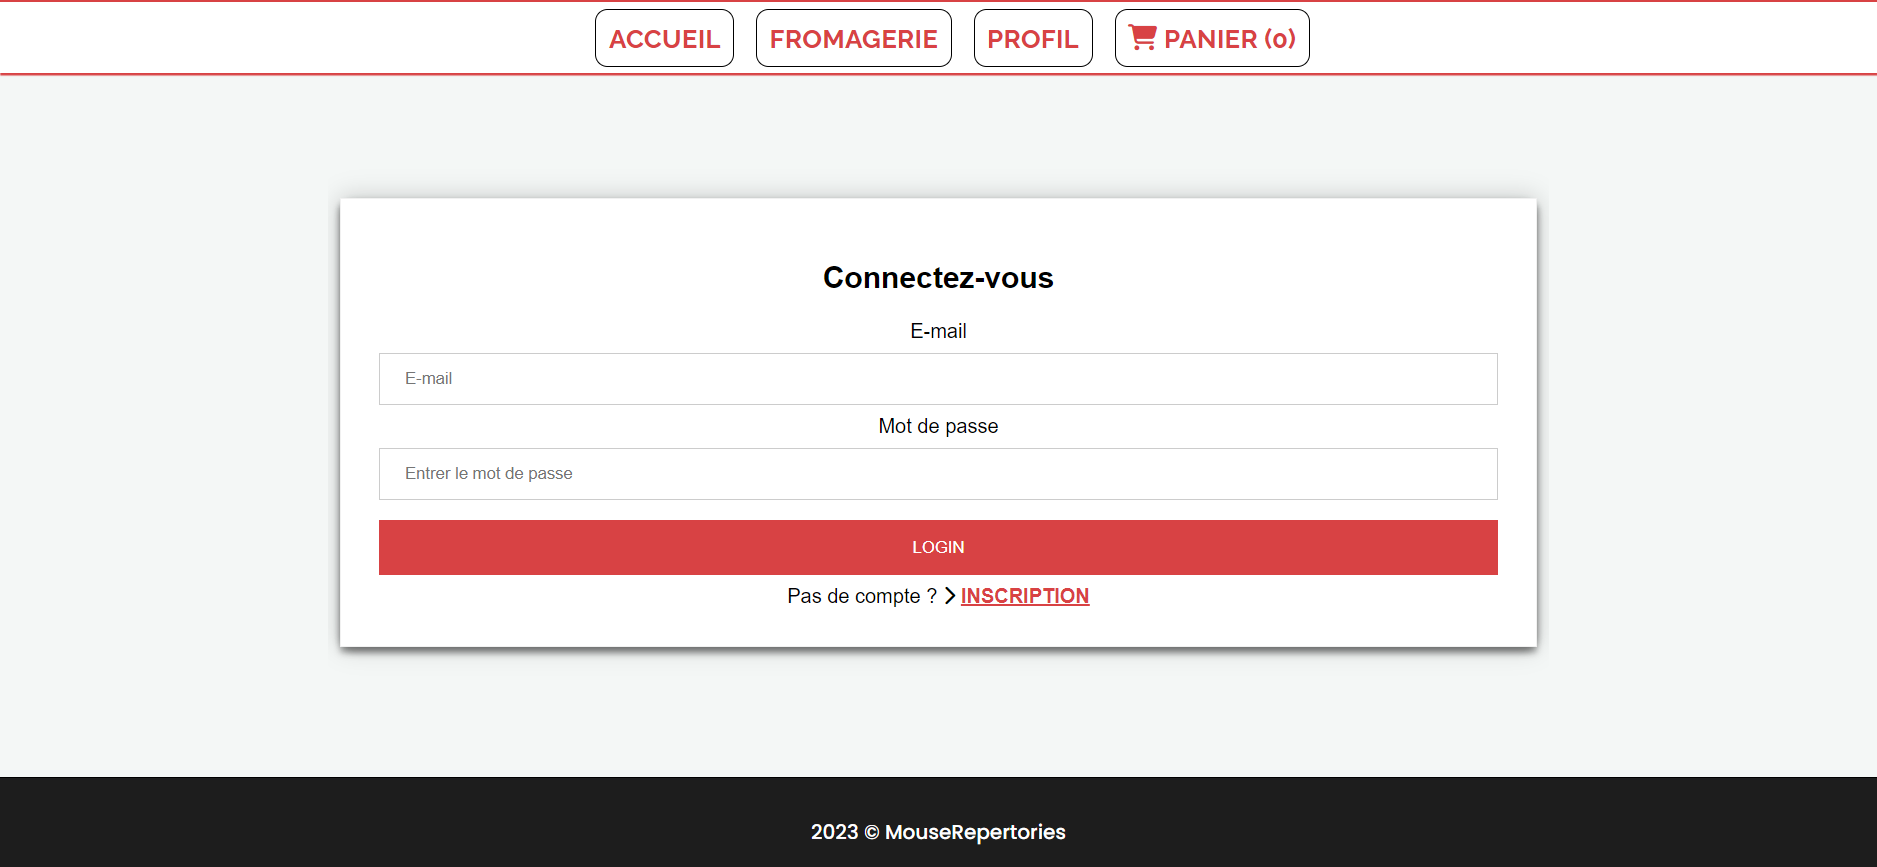 ACCUEIL FROMAGERIE PROFIL PANIER (0)
Connectez-vous
E-mail
E-mail
Mot de passe
Entrer le mot de passe
LOGIN
Pas de compte ? INSCRIPTION
2023 © MouseRepertories